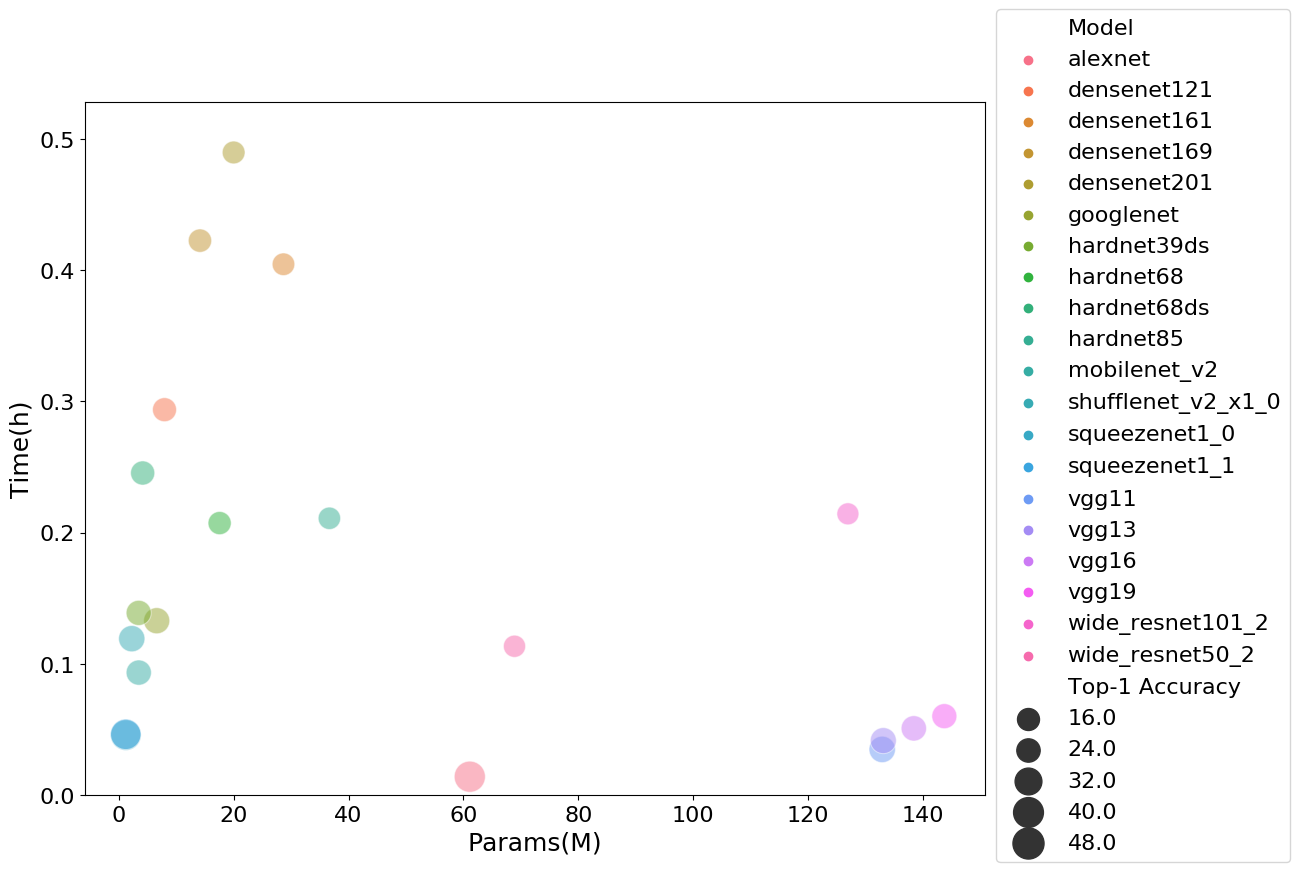 Model
alexnet
densenet121
densenet161
densenet169
densenet201
googlenet
hardnet39ds
hardnet68
hardnet68ds
hardnet85
mobilenet_v2
shufflenet_v2_x1_0
squeezenet1_0
squeezenet1_1
vgg11
vgg13
vgg16
vgg19
wide_resnet101_2
wide_resnet50_2
Top-1 Accuracy
16.0
24.0
32.0
40.0
48.0
Time(h)
0.5
0.4
0.3
0.2
0.1
0.0
0 20 40 60 80 100 120 140
Params(M)